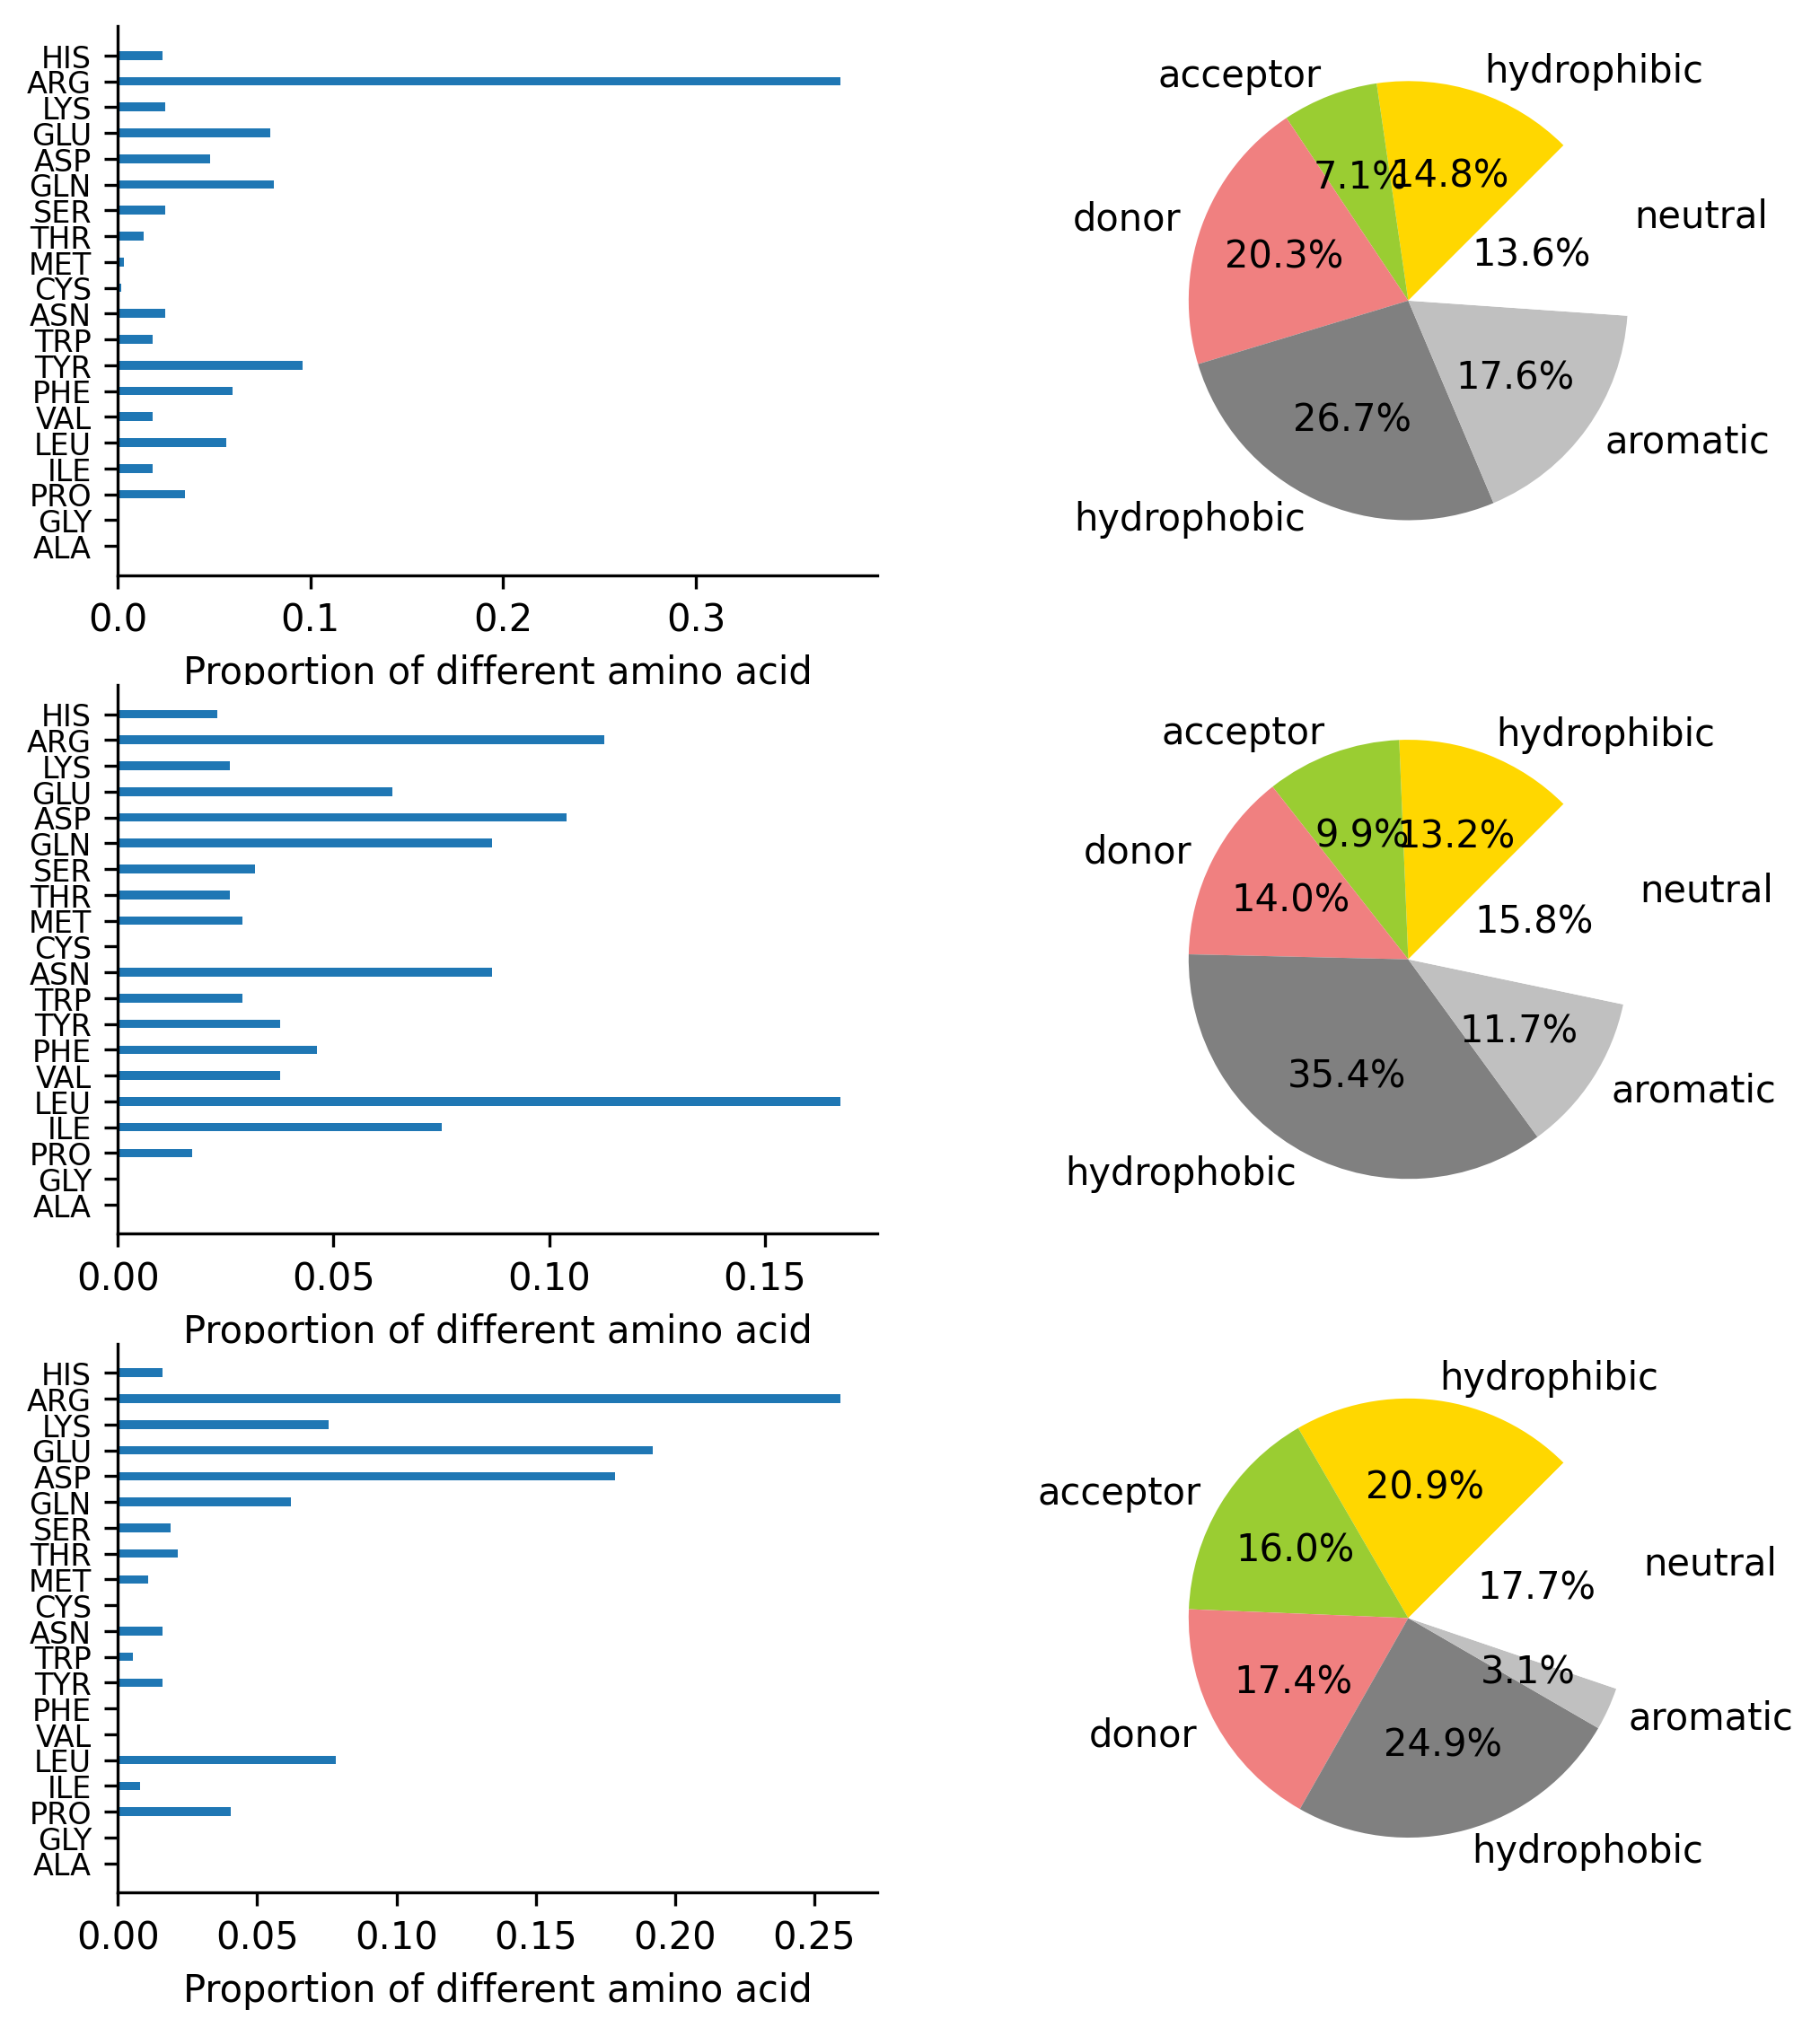 HIS
ARG
LYS
GLU
ASP
GLN
SER
THR
MET
CYS
ASN
TRP
TYR
PHE
VAL
LEU
ILE
PRO
GLY
ALA
0.0 0.1 0.2 0.3
Proportion of different amino acid
hydrophibic
acceptor
7.1%
14.8%
neutral
donor
20.3%
13.6%
17.6%
26.7%
aromatic
hydrophobic
HIS
ARG
LYS
GLU
ASP
GLN
SER
THR
MET
CYS
ASN
TRP
TYR
PHE
VAL
LEU
ILE
PRO
GLY
ALA
0.00 0.05 0.10 0.15
Proportion of different amino acid
acceptor
hydrophibic
9.9%
13.2%
donor
14.0%
neutral
15.8%
11.7%
35.4%
aromatic
hydrophobic
HIS
ARG
LYS
GLU
ASP
GLN
SER
THR
MET
CYS
ASN
TRP
TYR
PHE
VAL
LEU
ILE
PRO
GLY
ALA
0.00 0.05 0.10 0.15 0.20 0.25
Proportion of different amino acid
hydrophibic
20.9%
acceptor
16.0%
neutral
17.7%
3.1%
17.4%
aromatic
donor
24.9%
hydrophobic